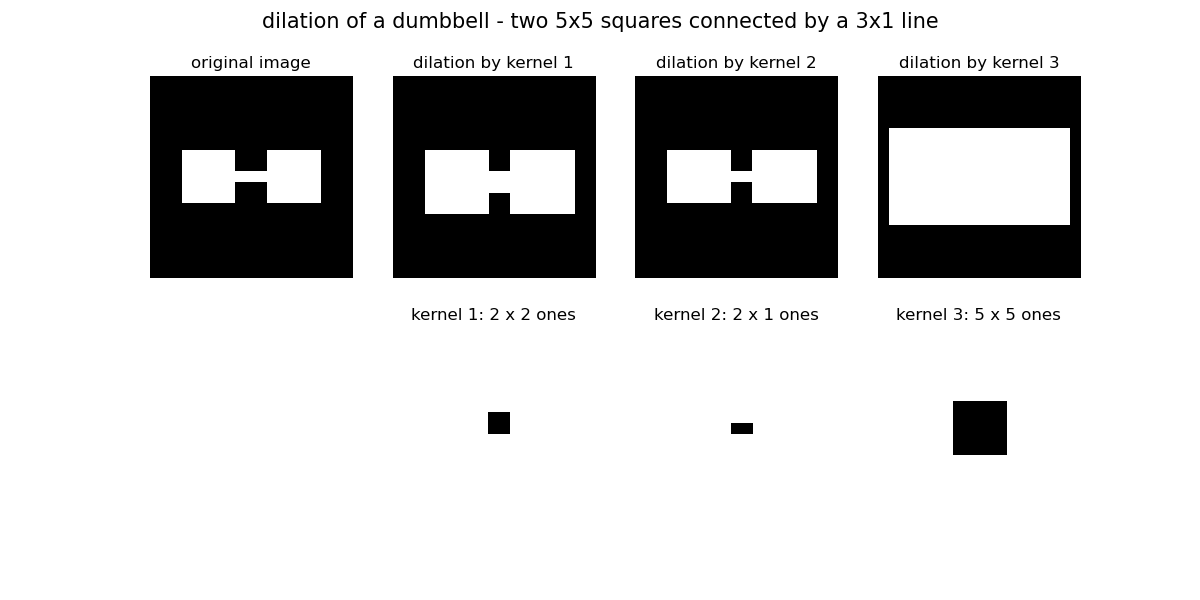 dilation of a dumbbell - two 5x5 squares connected by a 3x1 line
original image
dilation by kernel 1
dilation by kernel 2
dilation by kernel 3
kernel 1: 2 x 2 ones
kernel 2: 2 x 1 ones
kernel 3: 5 x 5 ones